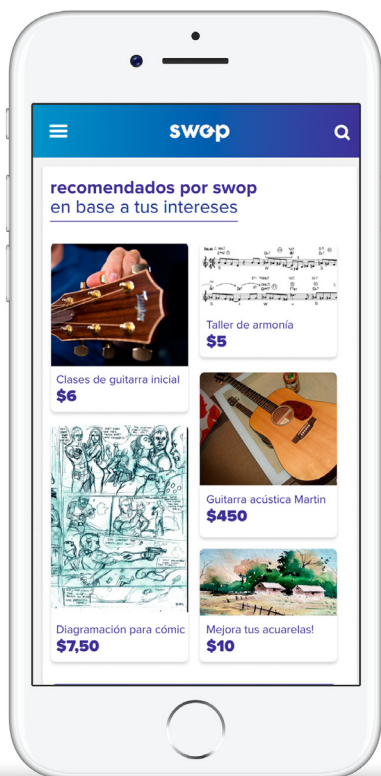 swop
recomendados por swop
en base a tus intereses
Clases de guitarra inicial
$6
Taller de armonía
$5
Guitarra acústica Martin
$450
Diagramación para cómic
$7,50
Mejora tus acuarelas!
$10